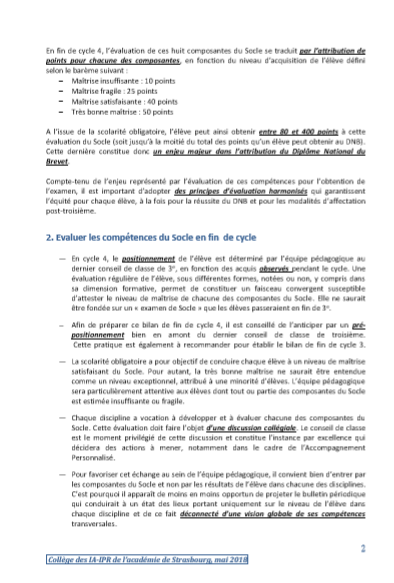 En fin de cycle 4, l'évaluation de ces huit composantes du Socle se traduit par l'attribution de
points pour chacune des composantes, en fonction du niveau d'acquisition de l'élève défini
selon le barème suivant :
– Maîtrise insuffisante : 10 points
– Maîtrise fragile : 25 points
– Maîtrise satisfaisante : 40 points
– Très bonne maîtrise : 50 points
A l'issue de la scolarité obligatoire, l'élève peut ainsi obtenir entre 80 et 400 points à cette
évaluation du Socle (soit jusqu'à la moitié du total des points qu'un élève peut obtenir au DNB).
Cette dernière constitue donc un enjeu majeur dans l'attribution du Diplôme National du
Brevet.
Compte-tenu de l'enjeu représenté par l'évaluation de ces compétences pour l'obtention de
l'examen, il est important d'adopter des principes d'évaluation harmonisés qui garantissent
l'équité pour chaque élève, à la fois pour la réussite du DNB et pour les modalités d'affectation
post-troisième.
2. Evaluer les compétences du Socle en fin de cycle
— En cycle 4, le positionnement de l'élève est déterminé par l'équipe pédagogique au
dernier conseil de classe de 3e, en fonction des acquis observés pendant le cycle. Une
évaluation régulière de l'élève, sous différentes formes, notées ou non, y compris dans
sa dimension formative, permet de constituer un faisceau convergent susceptible
d'attester le niveau de maîtrise de chacune des composantes du Socle. Elle ne saurait
être fondée sur un « examen de Socle » que les élèves passeraient en fin de 3e.
– Afin de préparer ce bilan de fin de cycle 4, il est conseillé de l'anticiper par un pré-
positionnement bien en amont du dernier conseil de classe de troisième.
Cette pratique est également à recommander pour établir le bilan de fin de cycle 3.
— La scolarité obligatoire a pour objectif de conduire chaque élève à un niveau de maîtrise
satisfaisant du Socle. Pour autant, la très bonne maîtrise ne saurait être entendue
comme un niveau exceptionnel, attribué à une minorité d'élèves. L'équipe pédagogique
sera particulièrement attentive aux élèves dont tout ou partie des composantes du Socle
est estimée insuffisante ou fragile.
— Chaque discipline a vocation à développer et à évaluer chacune des composantes du
Socle. Cette évaluation doit faire l'objet d'une discussion collégiale. Le conseil de classe
est le moment privilégié de cette discussion et constitue l'instance par excellence qui
décidera des actions à mener, notamment dans le cadre de l'Accompagnement
Personnalisé.
— Pour favoriser cet échange au sein de l'équipe pédagogique, il convient bien d'entrer par
les composantes du Socle et non par les résultats de l'élève dans chacune des disciplines.
C'est pourquoi il apparaît de moins en moins opportun de projeter le bulletin périodique
qui conduirait à un état des lieux portant uniquement sur le niveau de l'élève dans
chaque discipline et de ce fait déconnecté d'une vision globale de ses compétences
transversales.
2
Collège des IA-IPR de l'académie de Strasbourg, mai 2018